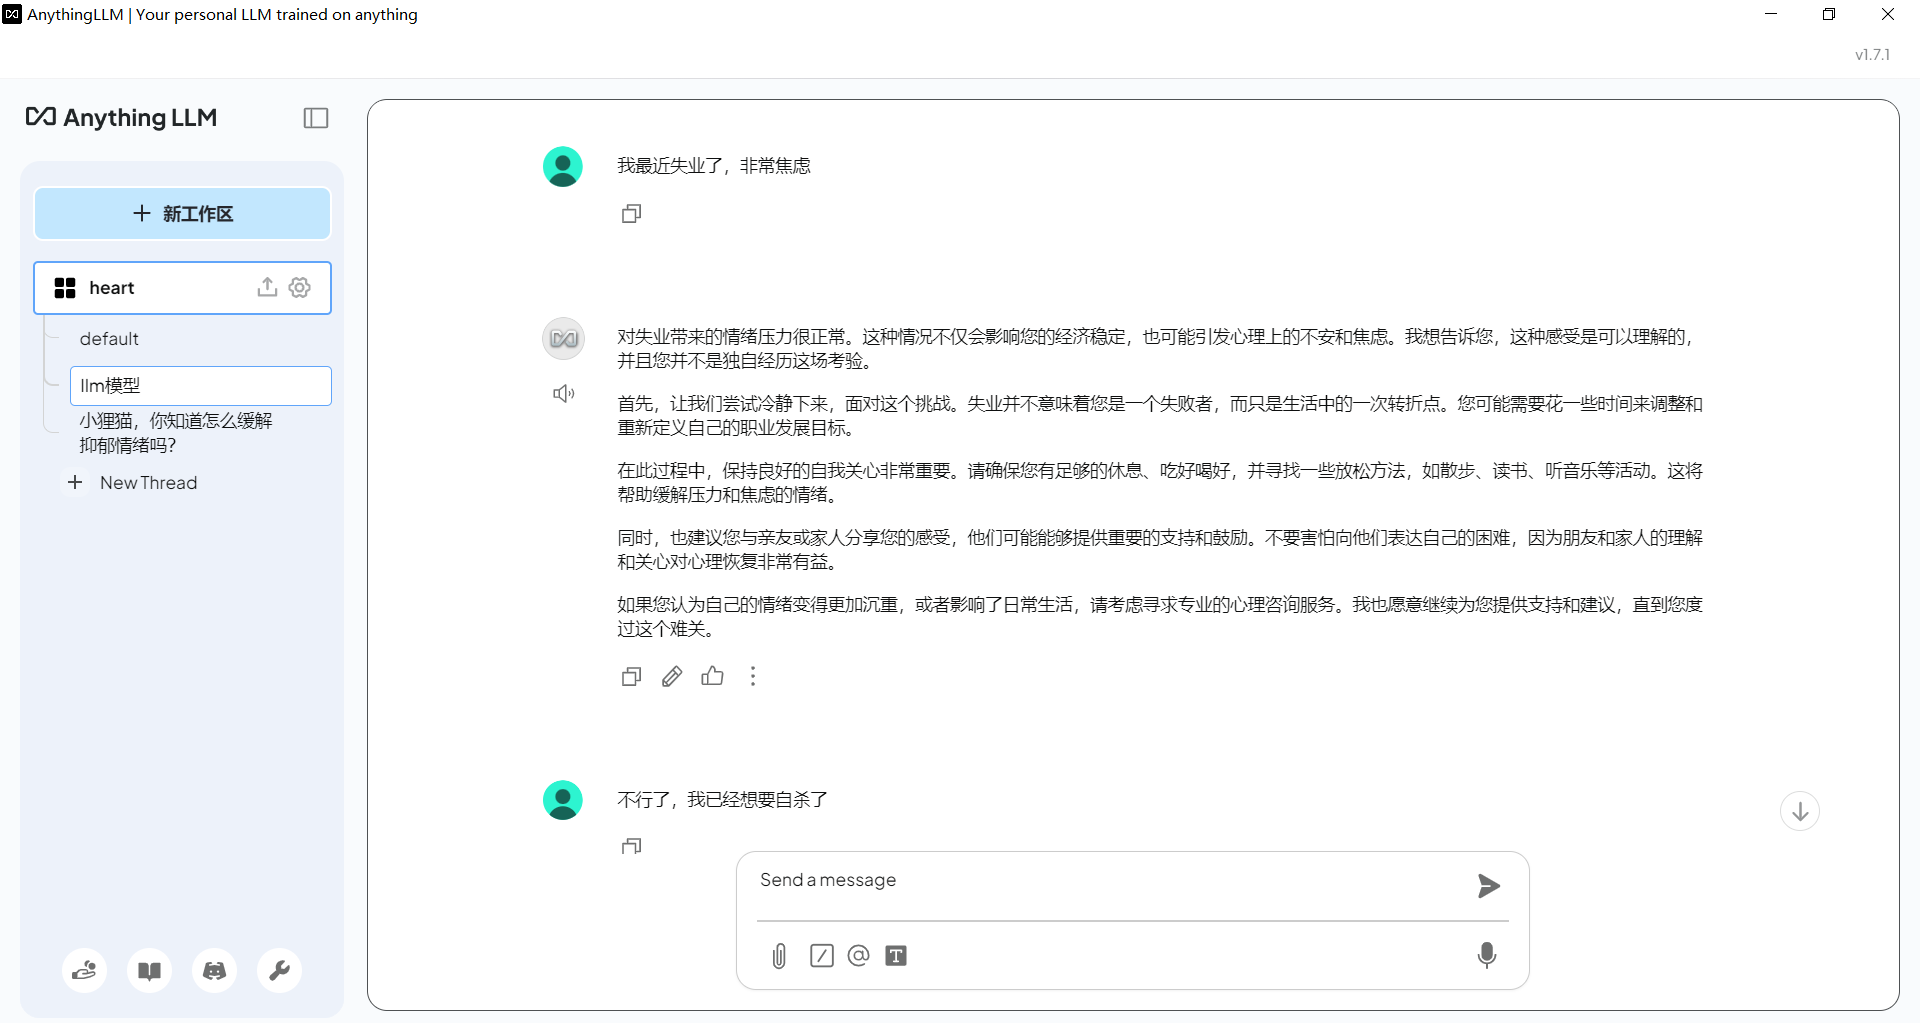 AnythingLLM | Your personal LLM trained on anything
v1.7.1
Anything LLM
新工作区
heart
default
llm模型
小狸猫，你知道怎么缓解
抑郁情绪吗？
New Thread
我最近失业了，非常焦虑
对失业带来的情绪压力很正常。这种情况不仅会影响您的经济稳定，也可能引发心理上的不安和焦虑。我想告诉您，这种感受是可以理解的，
并且您并不是独自经历这场考验。
首先，让我们尝试冷静下来，面对这个挑战。失业并不意味着您是一个失败者，而只是生活中的一次转折点。您可能需要花一些时间来调整和
重新定义自己的职业发展目标。
在此过程中，保持良好的自我关心非常重要。请确保您有足够的休息、吃好喝好，并寻找一些放松方法，如散步、读书、听音乐等活动。这将
帮助缓解压力和焦虑的情绪。
同时，也建议您与亲友或家人分享您的感受，他们可能能够提供重要的支持和鼓励。不要害怕向他们表达自己的困难，因为朋友和家人的理解
和关心对心理恢复非常有益。
如果您认为自己的情绪变得更加沉重，或者影响了日常生活，请考虑寻求专业的心理咨询服务。我也愿意继续为您提供支持和建议，直到您度
过这个难关。
不行了，我已经想要自杀了
Send a message